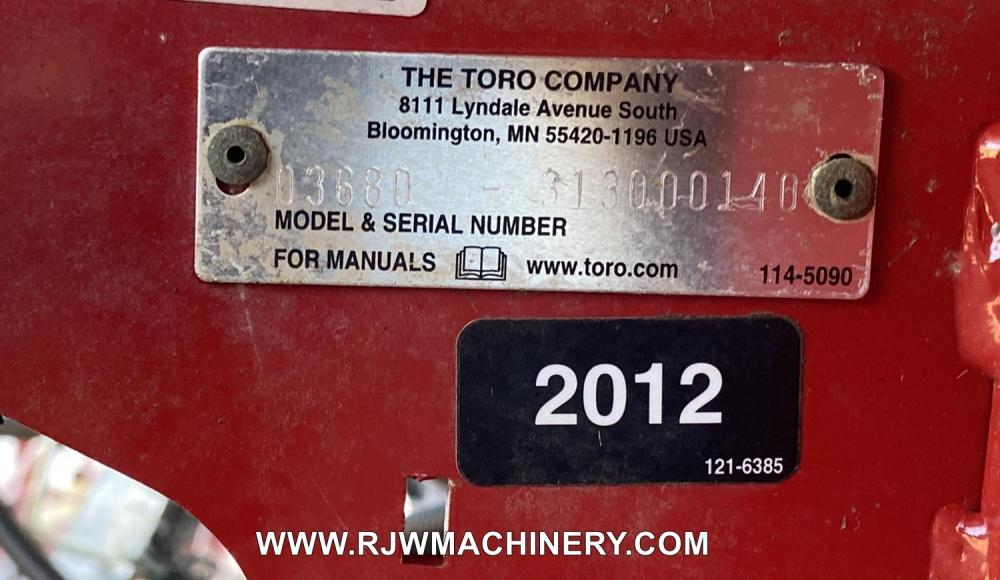 THE TORO COMPANY
8111 Lyndale Avenue South
Bloomington, MN 55420-1196 USA
03680 - 313000140
MODEL & SERIAL NUMBER
FOR MANUALS www.toro.com 114-5090
2012
121-6385
WWW.RJWMACHINERY.COM